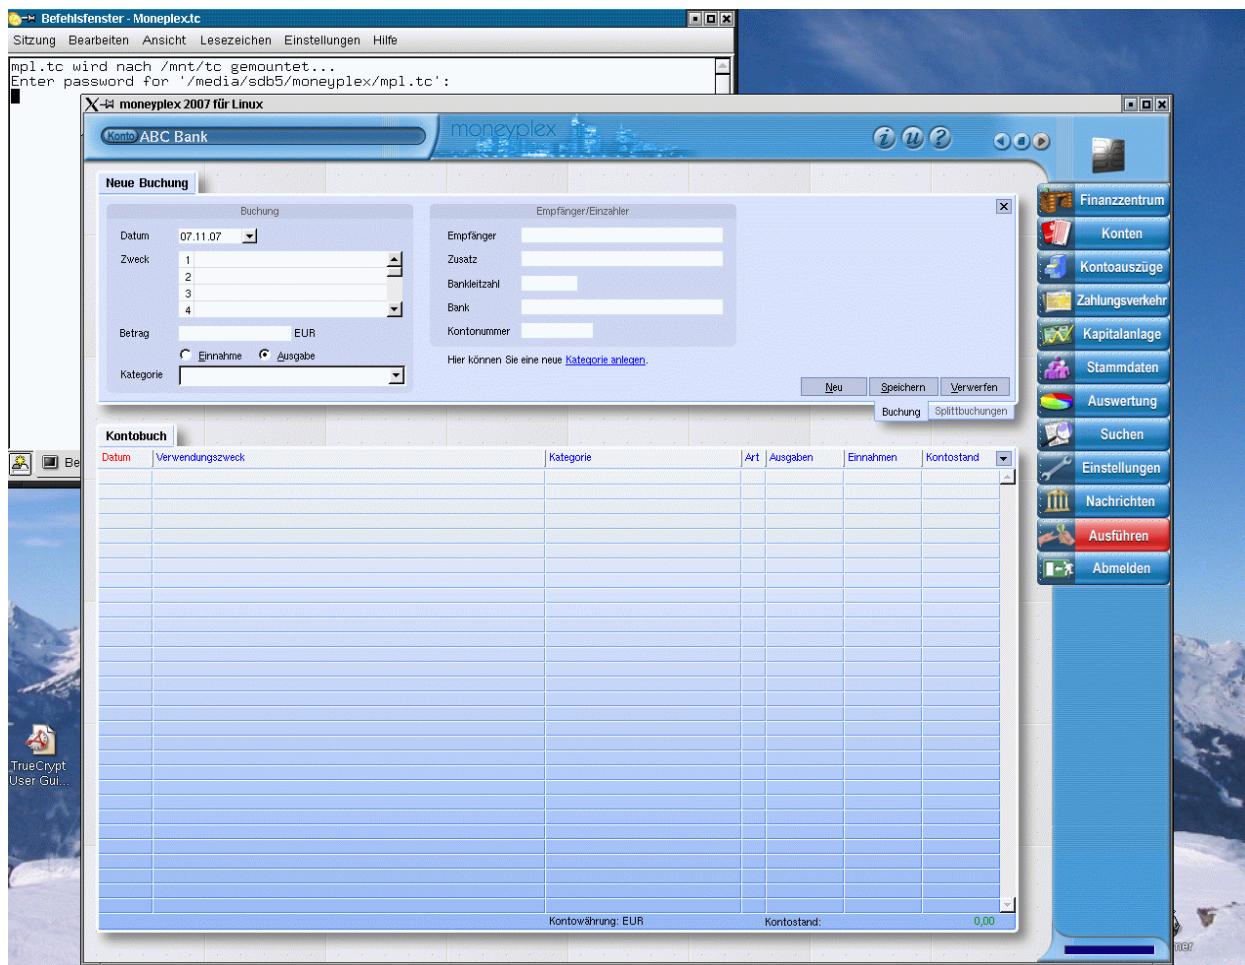 Befehlsfenster - Moneplex.tc
Sitzung Bearbeiten Ansicht Lesezeichen Einstellungen Hilfe
mpl.tc wird nach /mnt/tc gemountet...
Enter password for '/media/sdb5/moneyplex/mpl.tc':
moneyplex 2007 für Linux
Konto ABC Bank
moneyplex
i u ?
Neue Buchung
Buchung
Datum 07.11.07
Zweck 1
2
3
4
Betrag EUR
Einnahme Ausgabe
Kategorie
Empfänger/Einzahler
Empfänger
Zusatz
Bankleitzahl
Bank
Kontonummer
Hier können Sie eine neue Kategorie anlegen.
Neu Speichern Verwerfen
Buchung Splittbuchungen
Kontobuch
Datum Verwendungszweck Kategorie Art Ausgaben Einnahmen Kontostand
Kontowährung: EUR Kontostand: 0,00
Finanzzentrum
Konten
Kontoauszüge
Zahlungsverkehr
Kapitalanlage
Stammdaten
Auswertung
Suchen
Einstellungen
Nachrichten
Ausführen
Abmelden
Be
TrueCrypt
User Gui...
mer